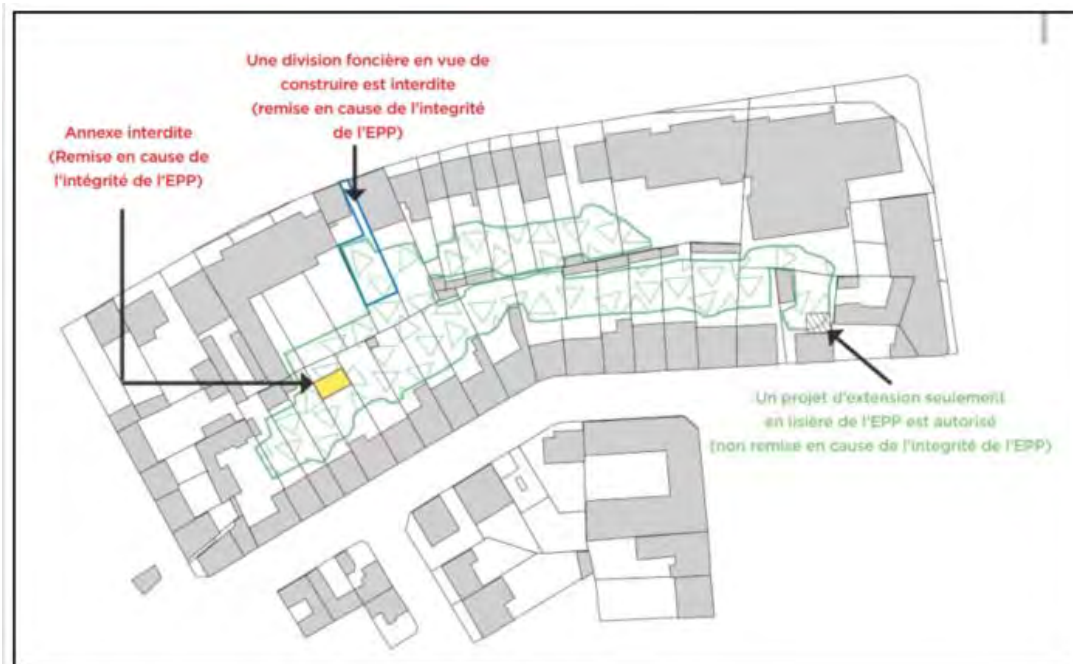 Une division foncière en vue de
construire est interdite
(remise en cause de l'integrité
de l'EPP)
Annexe interdite
(Remise en cause de
l'intégrité de l'EPP)
Un projet d'extension seulement
en lisière de l'EPP est autorisé
(non remise en cause de l'integrité de l'EPP)